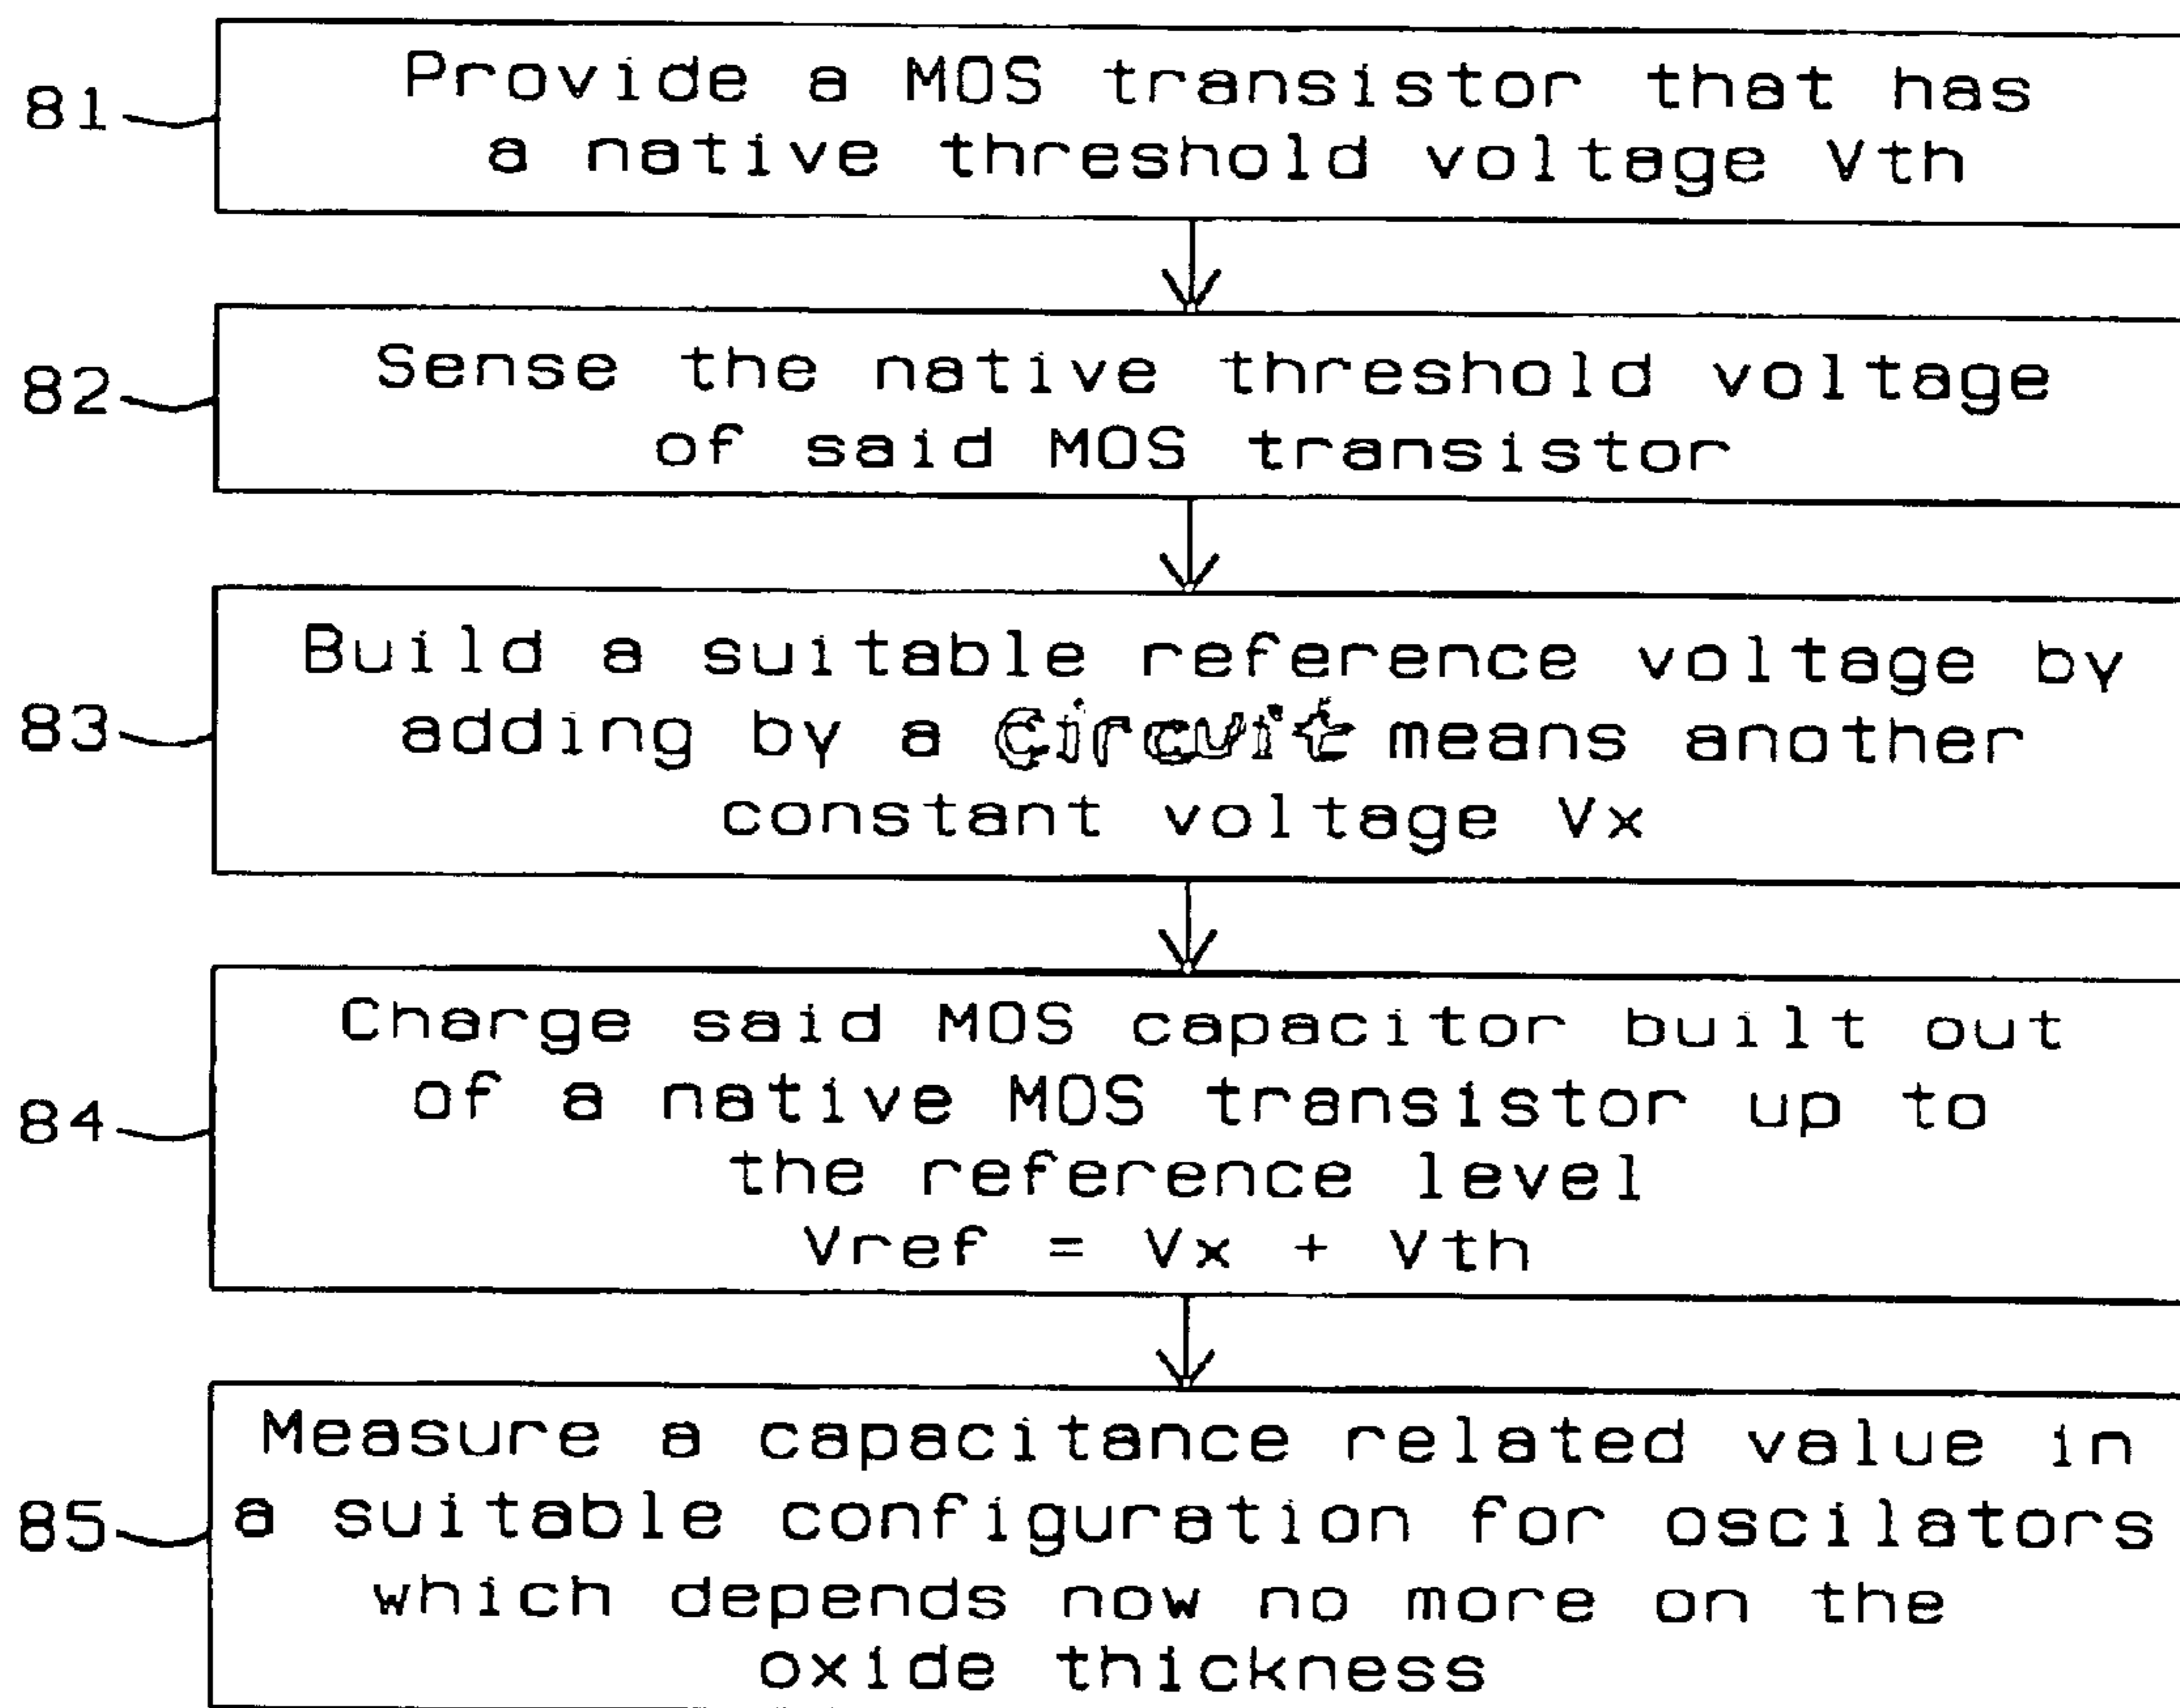 81
Provide a MOS transistor that has
a native threshold voltage Vth
82
Sense the native threshold voltage
of said MOS transistor
83
Build a suitable reference voltage by
adding by a circuit means another
constant voltage Vx
84
Charge said MOS capacitor built out
of a native MOS transistor up to
the reference level
Vref = Vx + Vth
85
Measure a capacitance related value in
a suitable configuration for oscilators
which depends now no more on the
oxide thickness